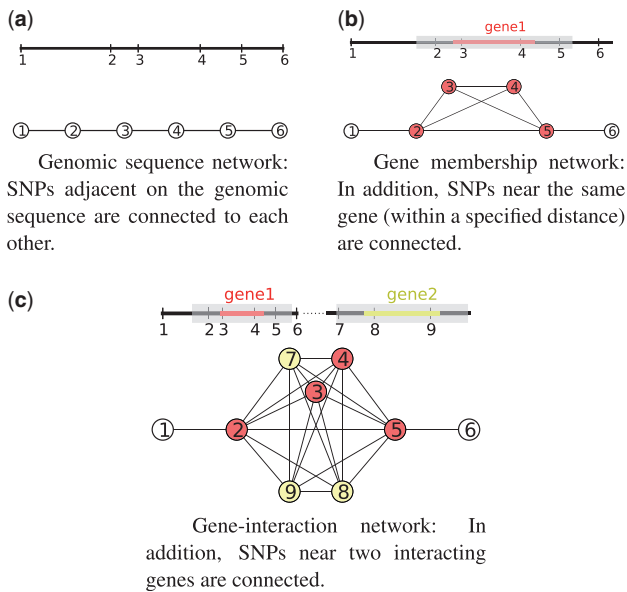 (a)
1 2 3 4 5 6
1 2 3 4 5 6
Genomic sequence network:
SNPs adjacent on the genomic
sequence are connected to each
other.
(b)
gene1
1 2 3 4 5 6
3 4
1 2 5 6
Gene membership network:
In addition, SNPs near the same
gene (within a specified distance)
are connected.
(c)
gene1 gene2
1 2 3 4 5 6 7 8 9
7 4
3
1 2 5 6
9 8
Gene-interaction network: In
addition, SNPs near two interacting
genes are connected.